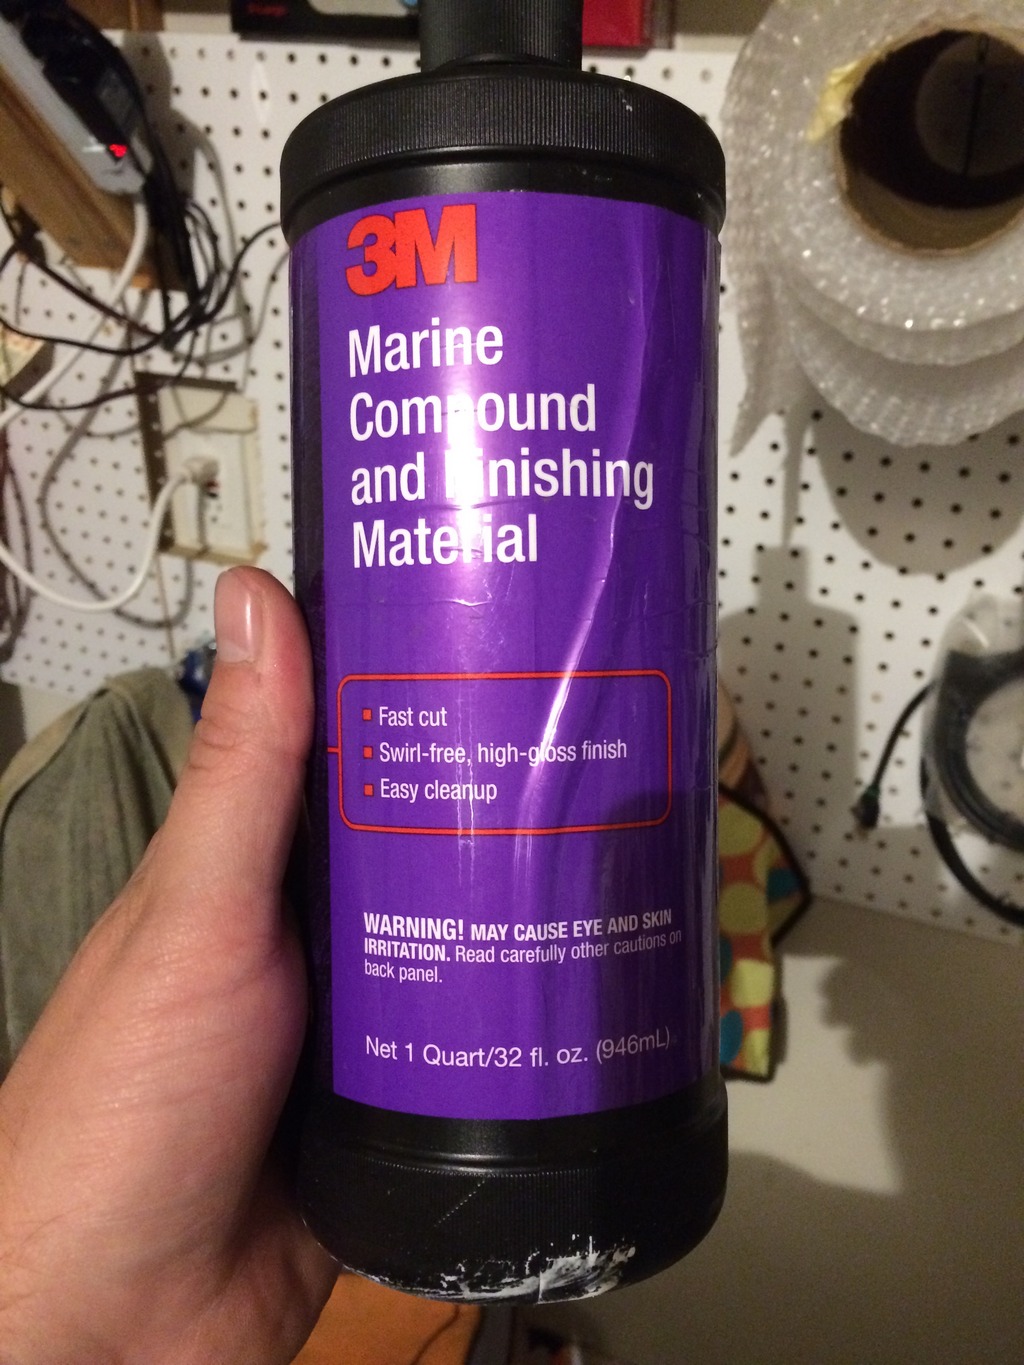 3M
Marine
Compound
and Finishing
Material
Fast cut
Swirl-free, high-gloss finish
Easy cleanup
WARNING! MAY CAUSE EYE AND SKIN
IRRITATION. Read carefully other cautions on
back panel.
Net 1 Quart/32 fl. oz. (946mL)